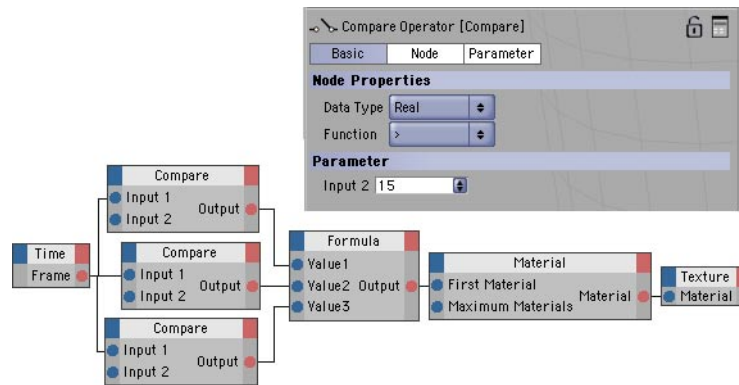 Compare Operator [Compare]
Basic Node Parameter
Node Properties
Data Type Real
Function >
Parameter
Input 2 15
Compare
Input 1
Output
Input 2
Time
Frame
Compare
Input 1
Output
Input 2
Compare
Input 1
Output
Input 2
Formula
Value1
Value2 Output
Value3
Material
First Material
Material
Maximum Materials
Texture
Material